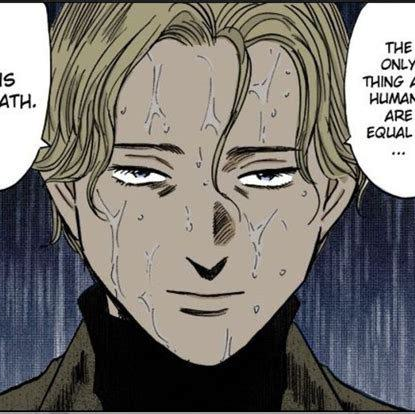 THE
ONLY
THING A
HUMAN
ARE
EQUAL
...
IS
ATH.